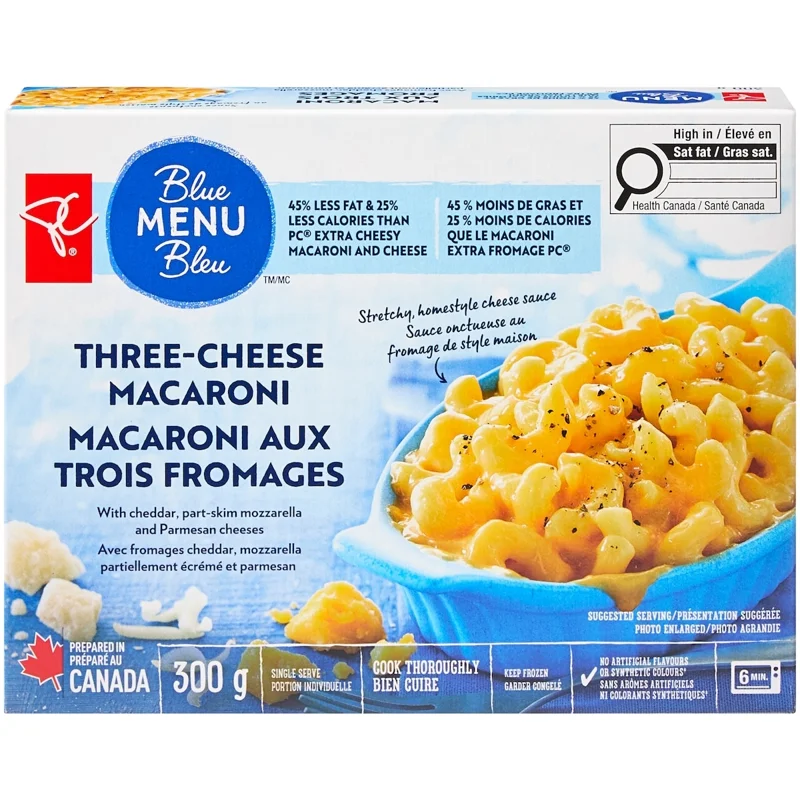 MACARONI
AUX TROIS
FROMAGES
MENU
Blue
MENU
Bleu
TM/MC
PC®
45% LESS FAT & 25%
LESS CALORIES THAN
PC® EXTRA CHEESY
MACARONI AND CHEESE
45 % MOINS DE GRAS ET
25 % MOINS DE CALORIES
QUE LE MACARONI
EXTRA FROMAGE PC®
High in / Élevé en
Sat fat / Gras sat.
Health Canada / Santé Canada
Stretchy, homestyle cheese sauce
Sauce onctueuse au
fromage de style maison
THREE-CHEESE
MACARONI
MACARONI AUX
TROIS FROMAGES
With cheddar, part-skim mozzarella
and Parmesan cheeses
Avec fromages cheddar, mozzarella
partiellement écrémé et parmesan
SUGGESTED SERVING/PRÉSENTATION SUGGÉRÉE
PHOTO ENLARGED/PHOTO AGRANDIE
PREPARED IN
PRÉPARÉ AU
CANADA
300 g
SINGLE SERVE
PORTION INDIVIDUELLE
COOK THOROUGHLY
BIEN CUIRE
KEEP FROZEN
GARDER CONGELÉ
NO ARTIFICIAL FLAVOURS
OR SYNTHETIC COLOURS†
SANS ARÔMES ARTIFICIELS
NI COLORANTS SYNTHÉTIQUES†
6 MIN.